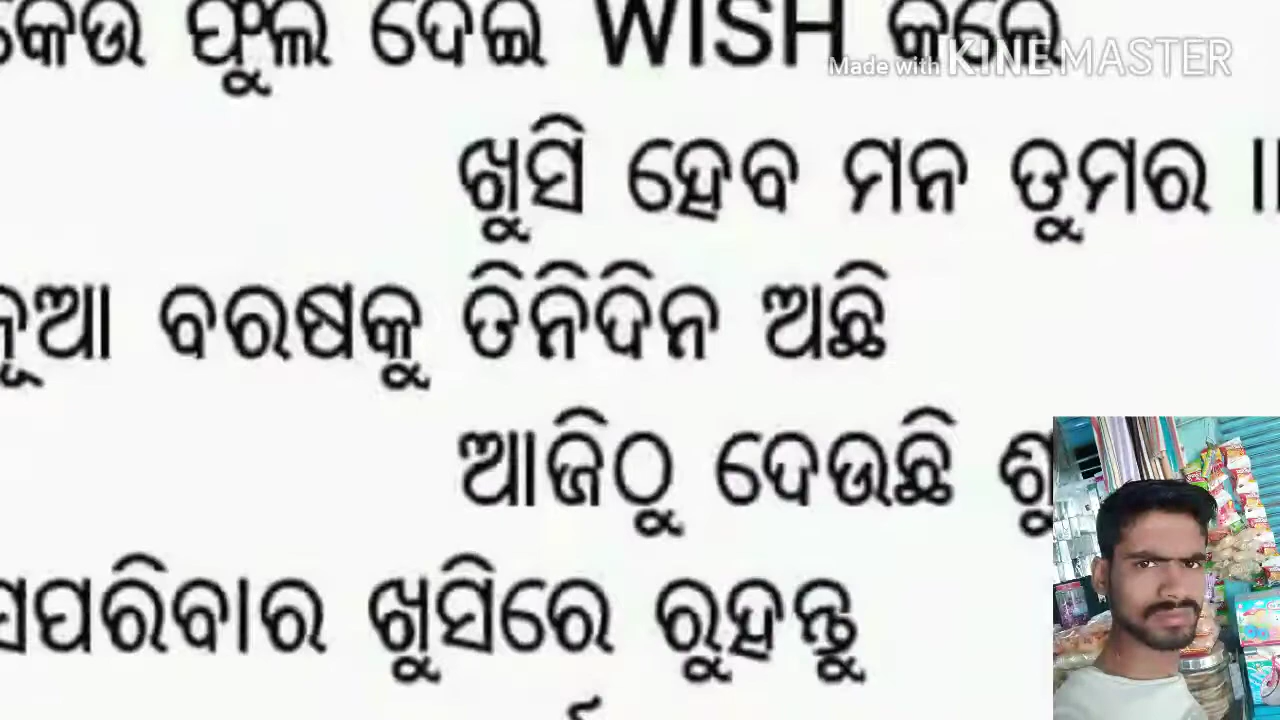 କେଉ ଫୁଲ ଦେଇ WISH କଲେ
Made with KINEMASTER
ଖୁସି ହେବ ମନ ତୁମର ।।
ନୂଆ ବରଷକୁ ତିନିଦିନ ଅଛି
ଆଜିଠୁ ଦେଉଛି
ସପରିବାର ଖୁସିରେ ରୁହନ୍ତୁ